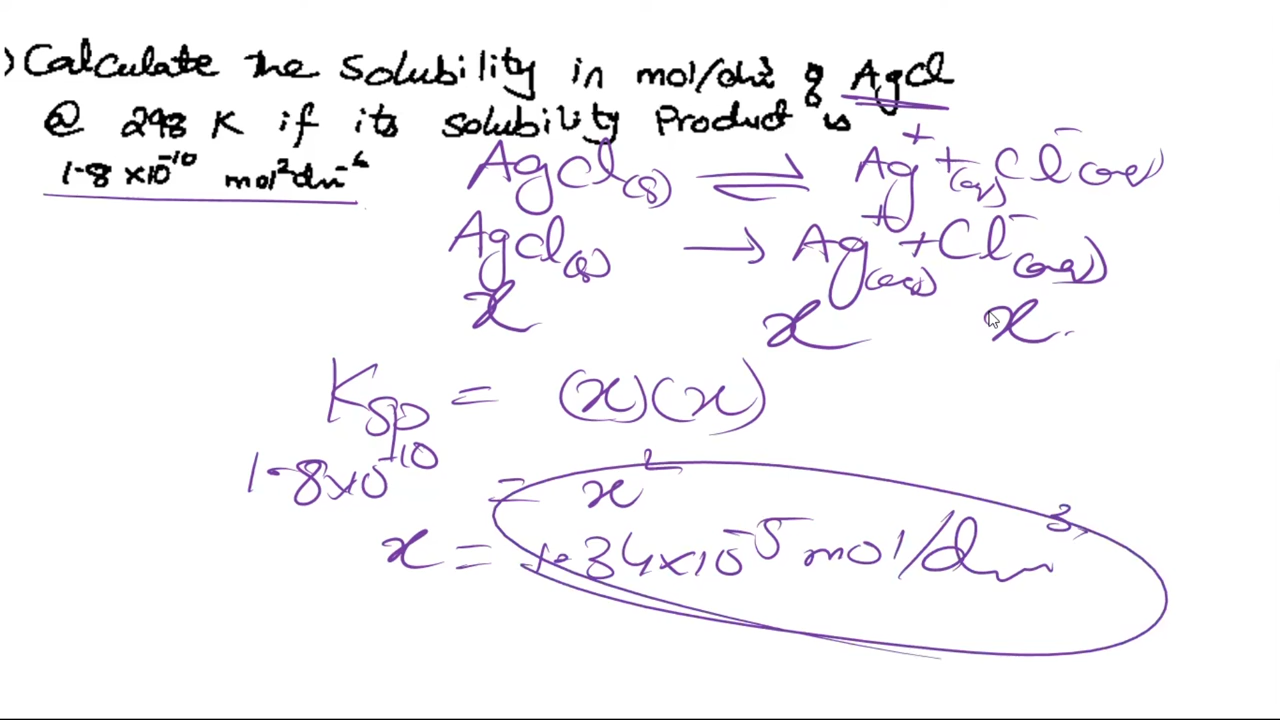 ) Calculate the solubility in mol/dm³ of AgCl
@ 298 K if its solubility Product is
1.8 ×10⁻¹⁰ mol²dm⁻⁶
AgCl(s) ⇌ Ag⁺(aq) + Cl⁻(aq)
AgCl(s) → Ag⁺(aq) + Cl⁻(aq)
x x x
Ksp = (x)(x)
1.8×10⁻¹⁰ = x²
x = 1.34×10⁻⁵ mol/dm³